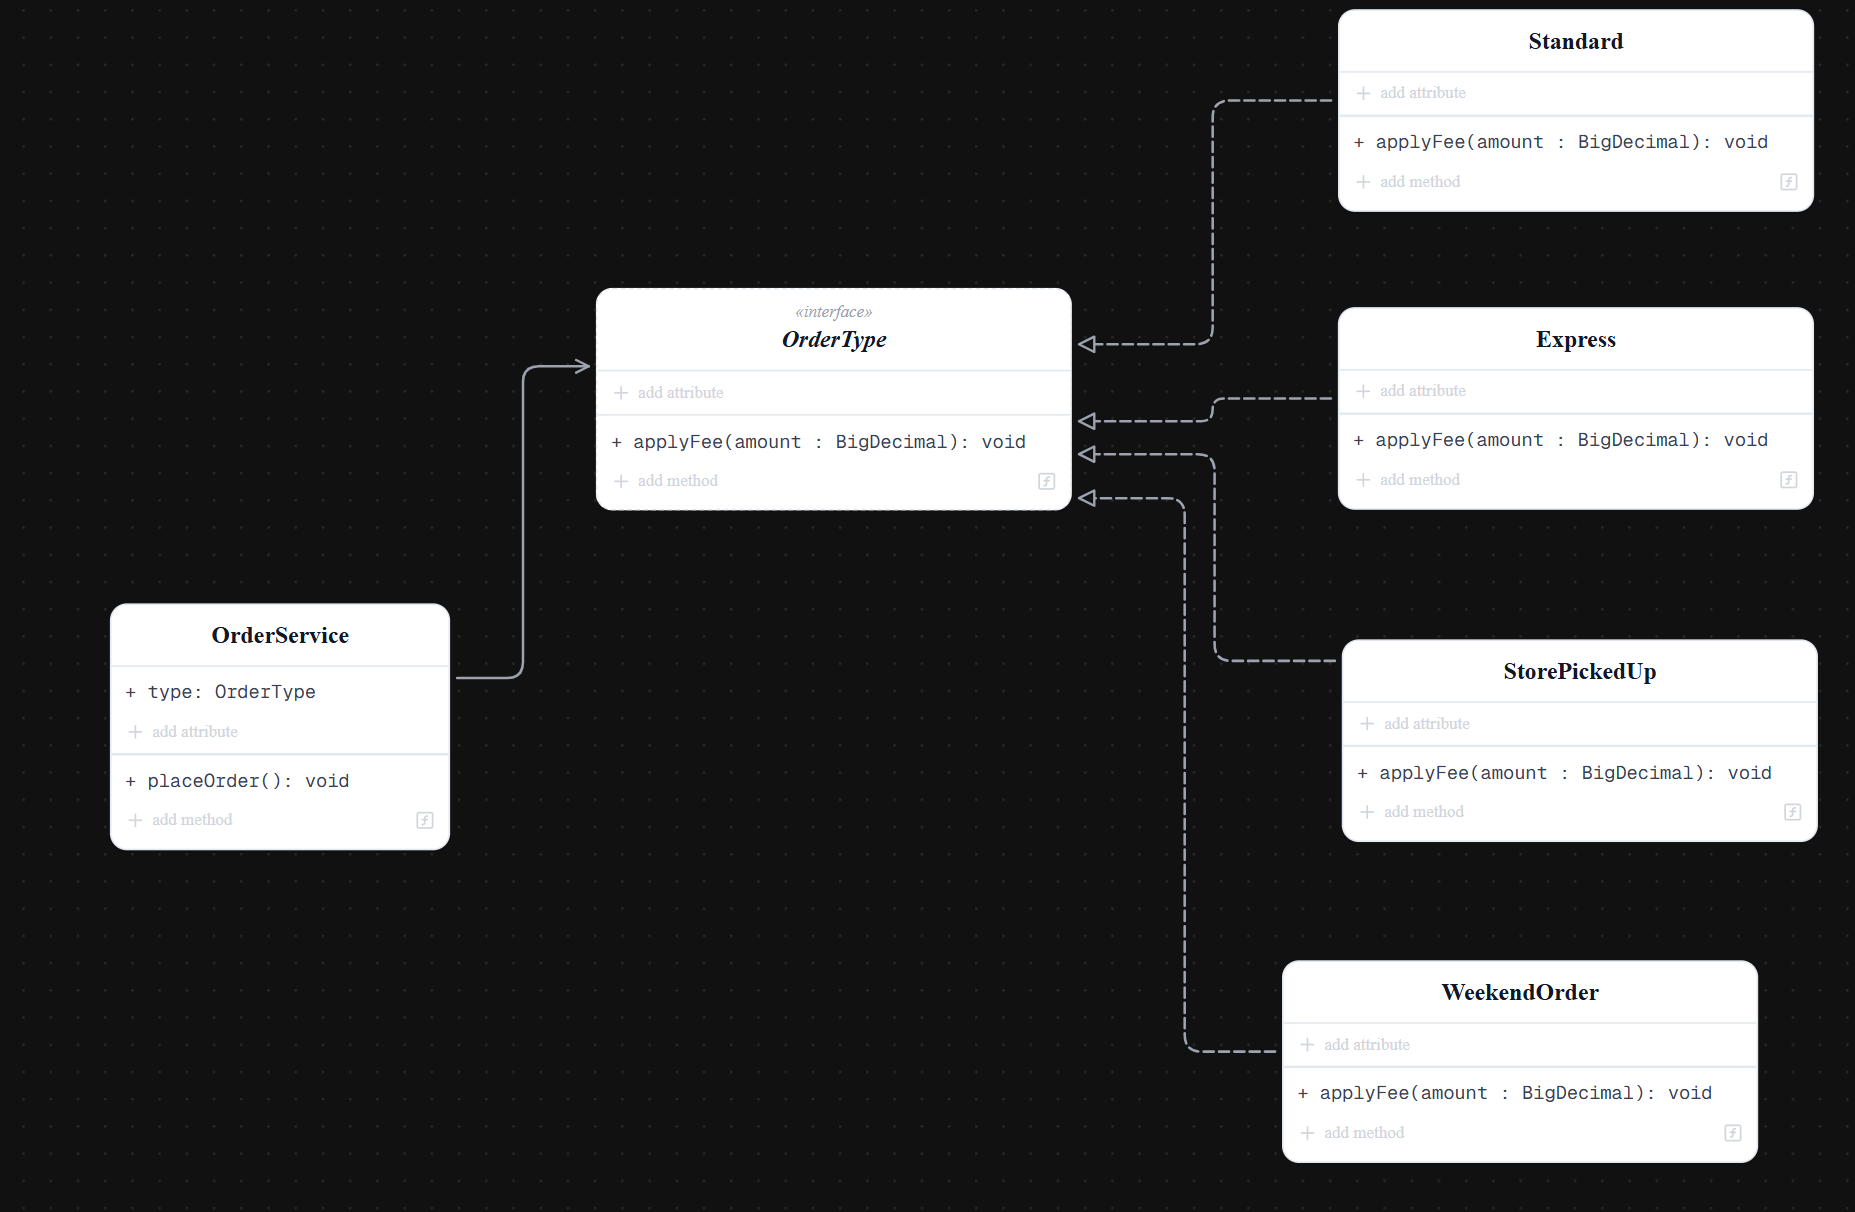 Standard
add attribute
+ applyFee(amount : BigDecimal): void
add method
«interface»
OrderType
add attribute
+ applyFee(amount : BigDecimal): void
add method
Express
add attribute
+ applyFee(amount : BigDecimal): void
add method
OrderService
+ type: OrderType
add attribute
+ placeOrder(): void
add method
StorePickedUp
add attribute
+ applyFee(amount : BigDecimal): void
add method
WeekendOrder
add attribute
+ applyFee(amount : BigDecimal): void
add method